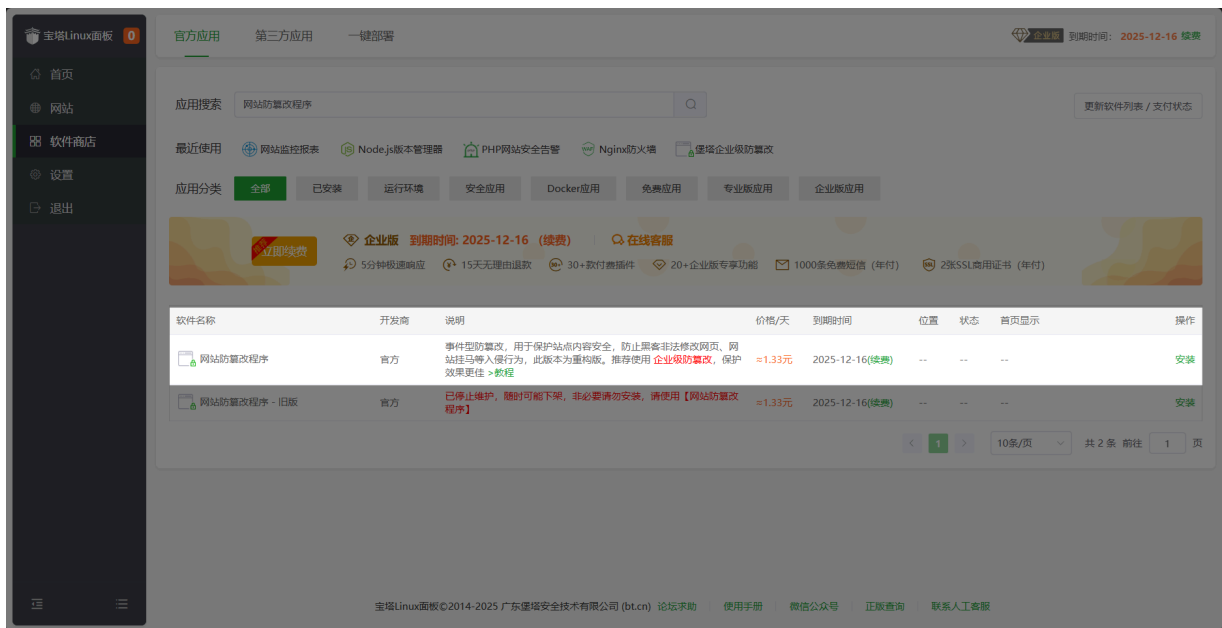 宝塔Linux面板 0
首页
网站
软件商店
设置
退出
官方应用 第三方应用 一键部署
企业版 到期时间: 2025-12-16 续费
应用搜索 网站防篡改程序
更新软件列表 / 支付状态
最近使用 网站监控报表 Node.js版本管理器 PHP网站安全告警 Nginx防火墙 堡塔企业级防篡改
应用分类 全部 已安装 运行环境 安全应用 Docker应用 免费应用 专业版应用 企业版应用
立即续费
企业版 到期时间: 2025-12-16 (续费) 在线客服
5分钟极速响应 15天无理由退款 30+款付费插件 20+企业版专享功能 1000条免费短信 (年付) 2张SSL商用证书 (年付)
软件名称 开发商 说明 价格/天 到期时间 位置 状态 首页显示 操作
网站防篡改程序 官方
事件型防篡改，用于保护站点内容安全，防止黑客非法修改网页、网
站挂马等入侵行为，此版本为重构版。推荐使用 企业级防篡改，保护
效果更佳 >教程
≈1.33元 2025-12-16(续费) -- -- -- 安装
网站防篡改程序 - 旧版 官方
已停止维护，随时可能下架，非必要请勿安装，请使用【网站防篡改
程序】
≈1.33元 2025-12-16(续费) -- -- -- 安装
< 1 > 10条/页 共 2 条 前往 1 页
宝塔Linux面板©2014-2025 广东堡塔安全技术有限公司 (bt.cn) 论坛求助 使用手册 微信公众号 正版查询 联系人工客服